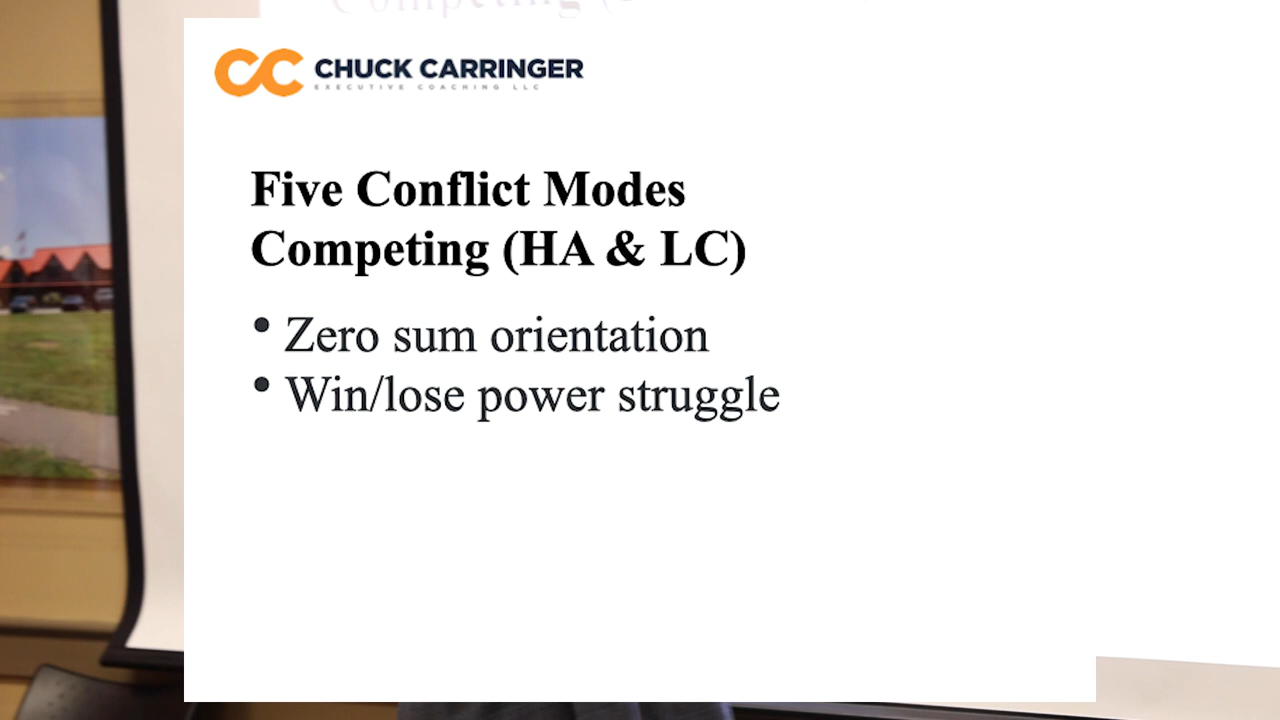 CHUCK CARRINGER
EXECUTIVE COACHING LLC
Five Conflict Modes
Competing (HA & LC)
• Zero sum orientation
• Win/lose power struggle